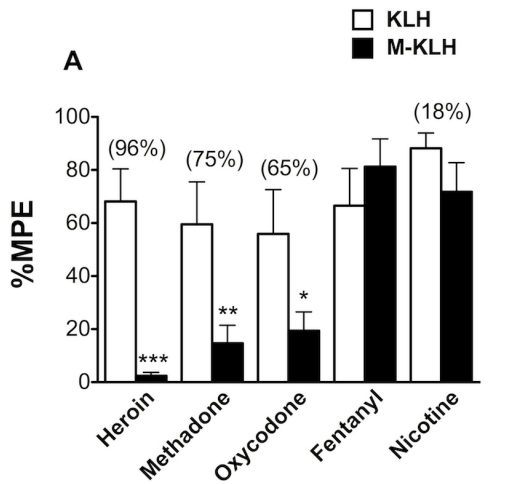 KLH
M-KLH
A
%MPE
100
80
60
40
20
0
(96%)
(75%)
(65%)
(18%)
***
**
*
Heroin
Methadone
Oxycodone
Fentanyl
Nicotine